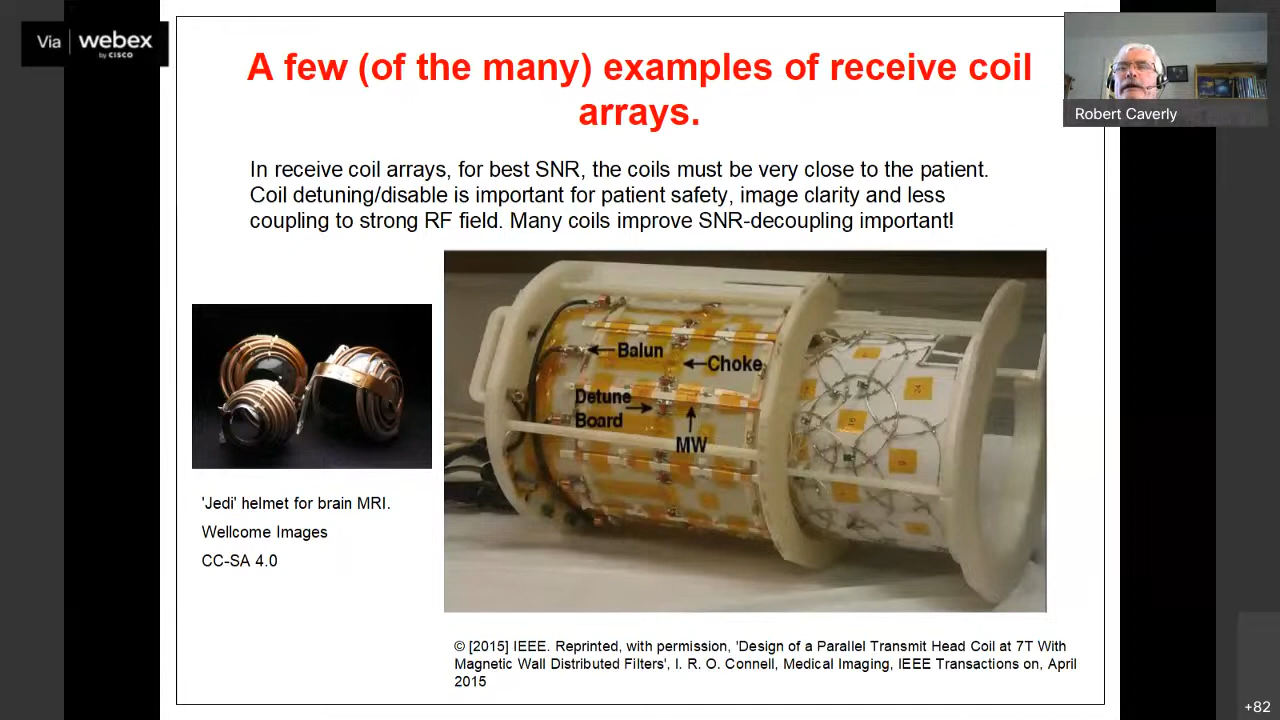 Via webex
by CISCO
A few (of the many) examples of receive coil
arrays.
Robert Caverly
In receive coil arrays, for best SNR, the coils must be very close to the patient.
Coil detuning/disable is important for patient safety, image clarity and less
coupling to strong RF field. Many coils improve SNR-decoupling important!
Balun
Choke
Detune
Board
MW
'Jedi' helmet for brain MRI.
Wellcome Images
CC-SA 4.0
© [2015] IEEE. Reprinted, with permission, 'Design of a Parallel Transmit Head Coil at 7T With
Magnetic Wall Distributed Filters', I. R. O. Connell, Medical Imaging, IEEE Transactions on, April
2015
+82